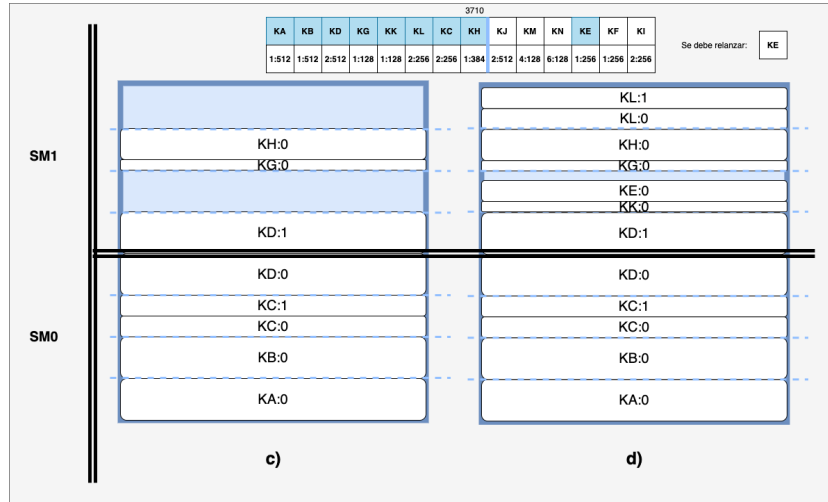 3710
KA KB KD KG KK KL KC KH KJ KM KN KE KF KI
1:512 1:512 2:512 1:128 1:128 2:256 2:256 1:384 2:512 4:128 6:128 1:256 1:256 2:256
Se debe relanzar: KE
SM1
KH:0
KG:0
KD:1
KL:1
KL:0
KH:0
KG:0
KE:0
KK:0
KD:1
SM0
KD:0
KC:1
KC:0
KB:0
KA:0
KD:0
KC:1
KC:0
KB:0
KA:0
c) d)